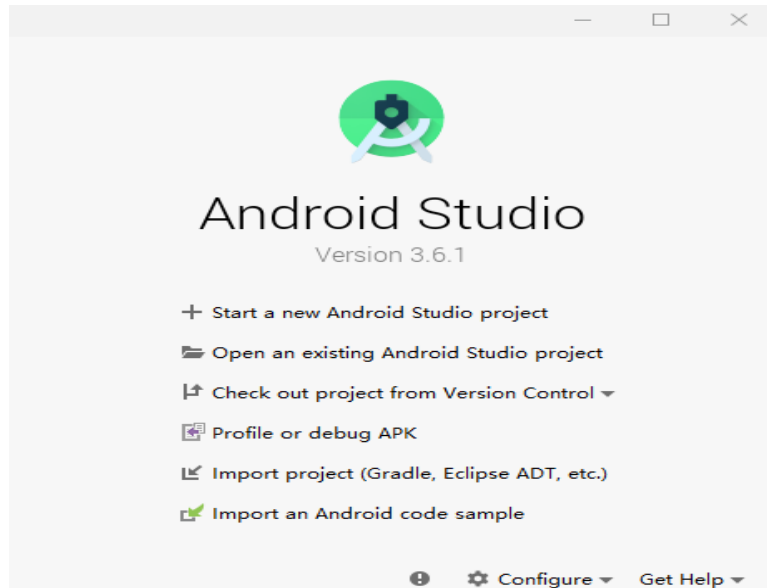 Android Studio
Version 3.6.1
Start a new Android Studio project
Open an existing Android Studio project
Check out project from Version Control
Profile or debug APK
Import project (Gradle, Eclipse ADT, etc.)
Import an Android code sample
Configure Get Help